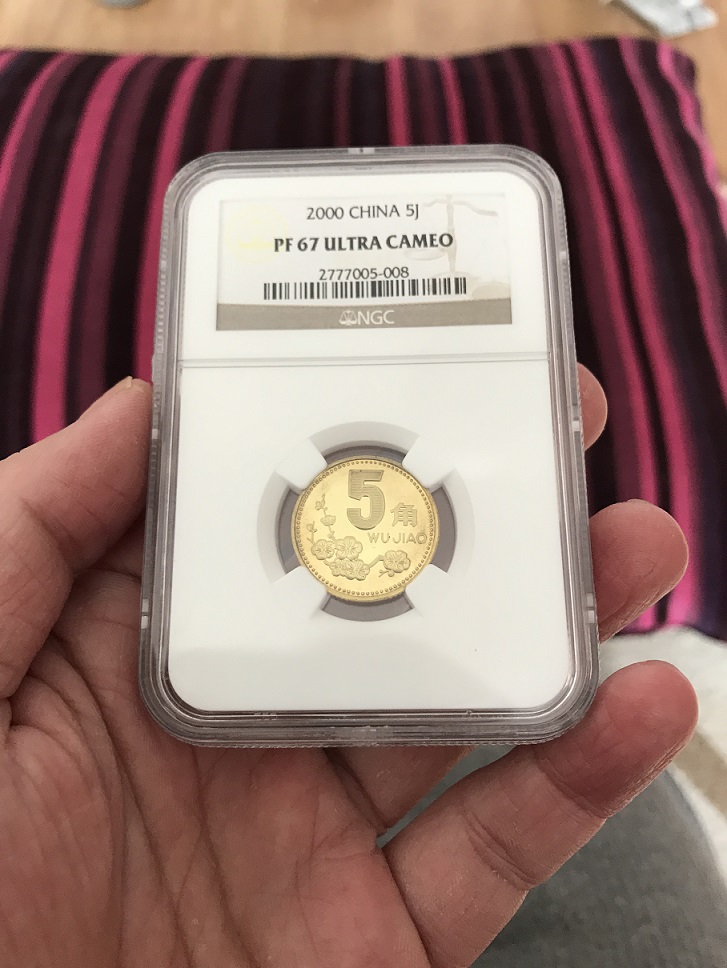 2000 CHINA 5J
PF 67 ULTRA CAMEO
2777005-008
NGC
5 角
WU JIAO